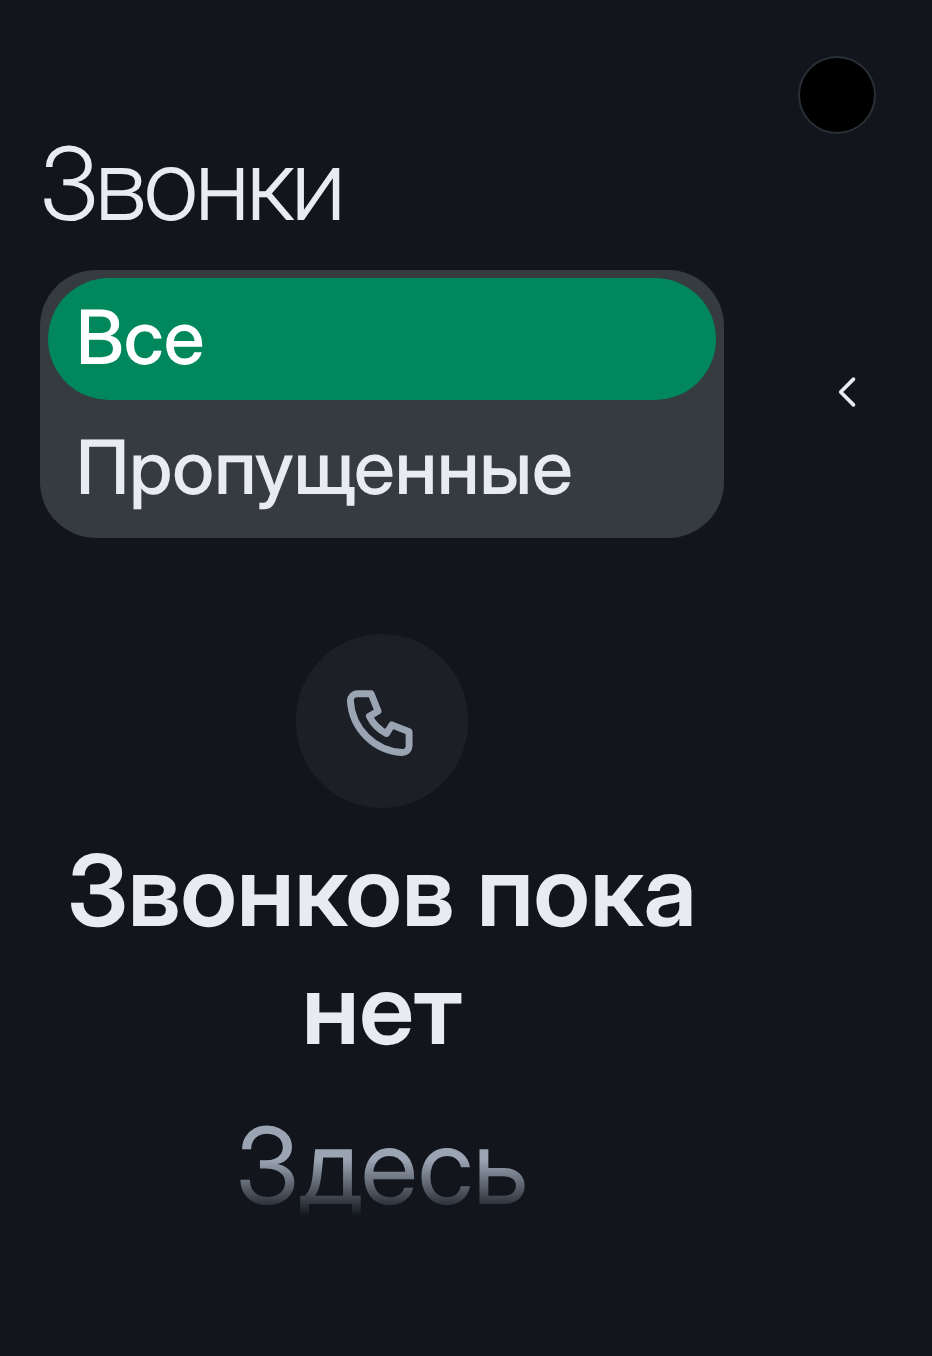 Звонки
Все
Пропущенные
Звонков пока
нет
Здесь